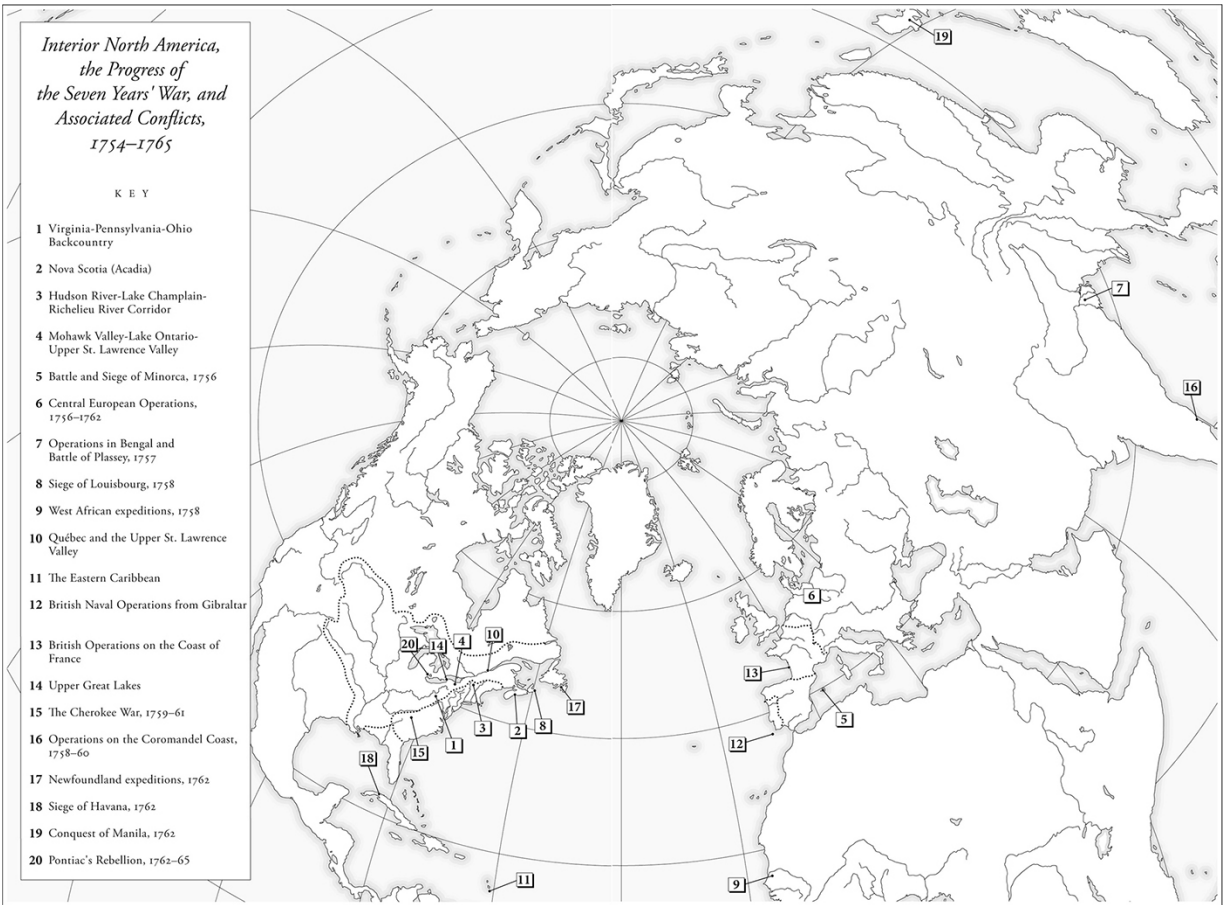 Interior North America,
the Progress of
the Seven Years' War, and
Associated Conflicts,
1754–1765
KEY
1 Virginia-Pennsylvania-Ohio
Backcountry
2 Nova Scotia (Acadia)
3 Hudson River-Lake Champlain-
Richelieu River Corridor
4 Mohawk Valley-Lake Ontario-
Upper St. Lawrence Valley
5 Battle and Siege of Minorca, 1756
6 Central European Operations,
1756–1762
7 Operations in Bengal and
Battle of Plassey, 1757
8 Siege of Louisbourg, 1758
9 West African expeditions, 1758
10 Québec and the Upper St. Lawrence
Valley
11 The Eastern Caribbean
12 British Naval Operations from Gibraltar
13 British Operations on the Coast of
France
14 Upper Great Lakes
15 The Cherokee War, 1759–61
16 Operations on the Coromandel Coast,
1758–60
17 Newfoundland expeditions, 1762
18 Siege of Havana, 1762
19 Conquest of Manila, 1762
20 Pontiac's Rebellion, 1762–65
19
7
16
6
20
14
4
10
13
17
5
2
8
3
1
15
12
18
11
9